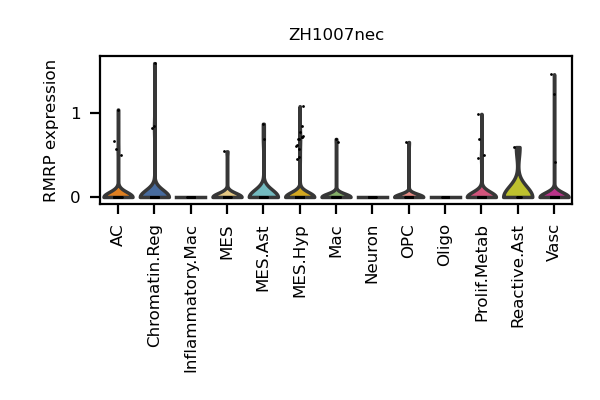 ZH1007nec
RMRP expression
1
0
AC
Chromatin.Reg
Inflammatory.Mac
MES
MES.Ast
MES.Hyp
Mac
Neuron
OPC
Oligo
Prolif.Metab
Reactive.Ast
Vasc